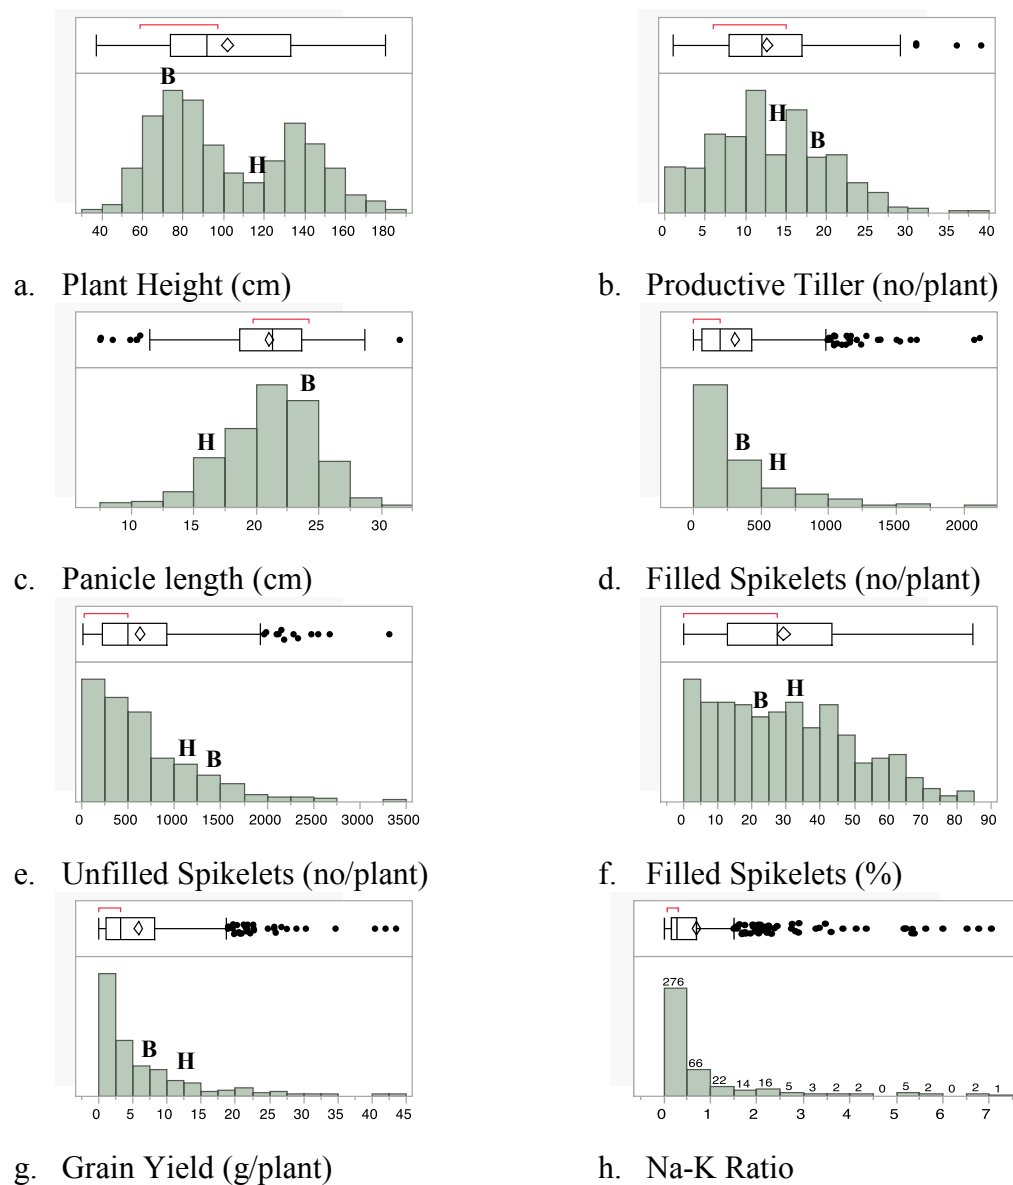 B
H
40 60 80 100 120 140 160 180
a. Plant Height (cm)
H
B
0 5 10 15 20 25 30 35 40
b. Productive Tiller (no/plant)
B
H
10 15 20 25 30
c. Panicle length (cm)
B
H
0 500 1000 1500 2000
d. Filled Spikelets (no/plant)
H
B
0 500 1000 1500 2000 2500 3000 3500
e. Unfilled Spikelets (no/plant)
B
H
0 10 20 30 40 50 60 70 80 90
f. Filled Spikelets (%)
B
H
0 5 10 15 20 25 30 35 40 45
g. Grain Yield (g/plant)
276
66
22 14 16 5 3 2 2 0 5 2 0 2 1
0 1 2 3 4 5 6 7
h. Na-K Ratio